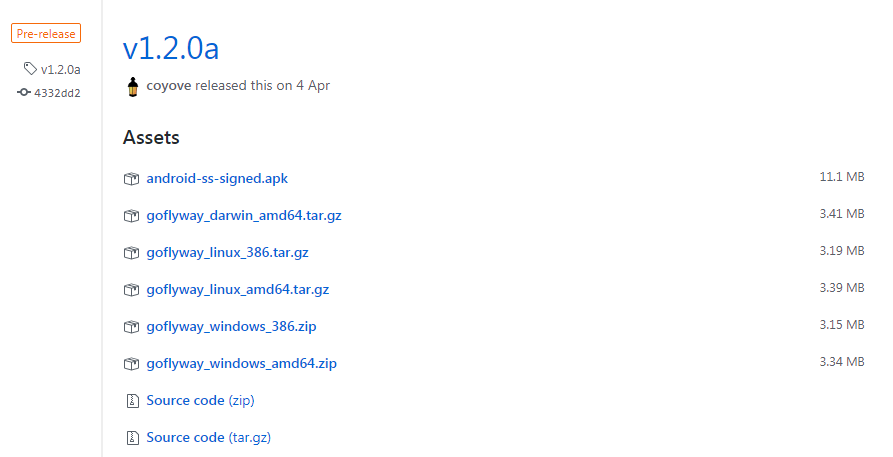 Pre-release
v1.2.0a
4332dd2
v1.2.0a
coyove released this on 4 Apr
Assets
android-ss-signed.apk 11.1 MB
goflyway_darwin_amd64.tar.gz 3.41 MB
goflyway_linux_386.tar.gz 3.19 MB
goflyway_linux_amd64.tar.gz 3.39 MB
goflyway_windows_386.zip 3.15 MB
goflyway_windows_amd64.zip 3.34 MB
Source code (zip)
Source code (tar.gz)